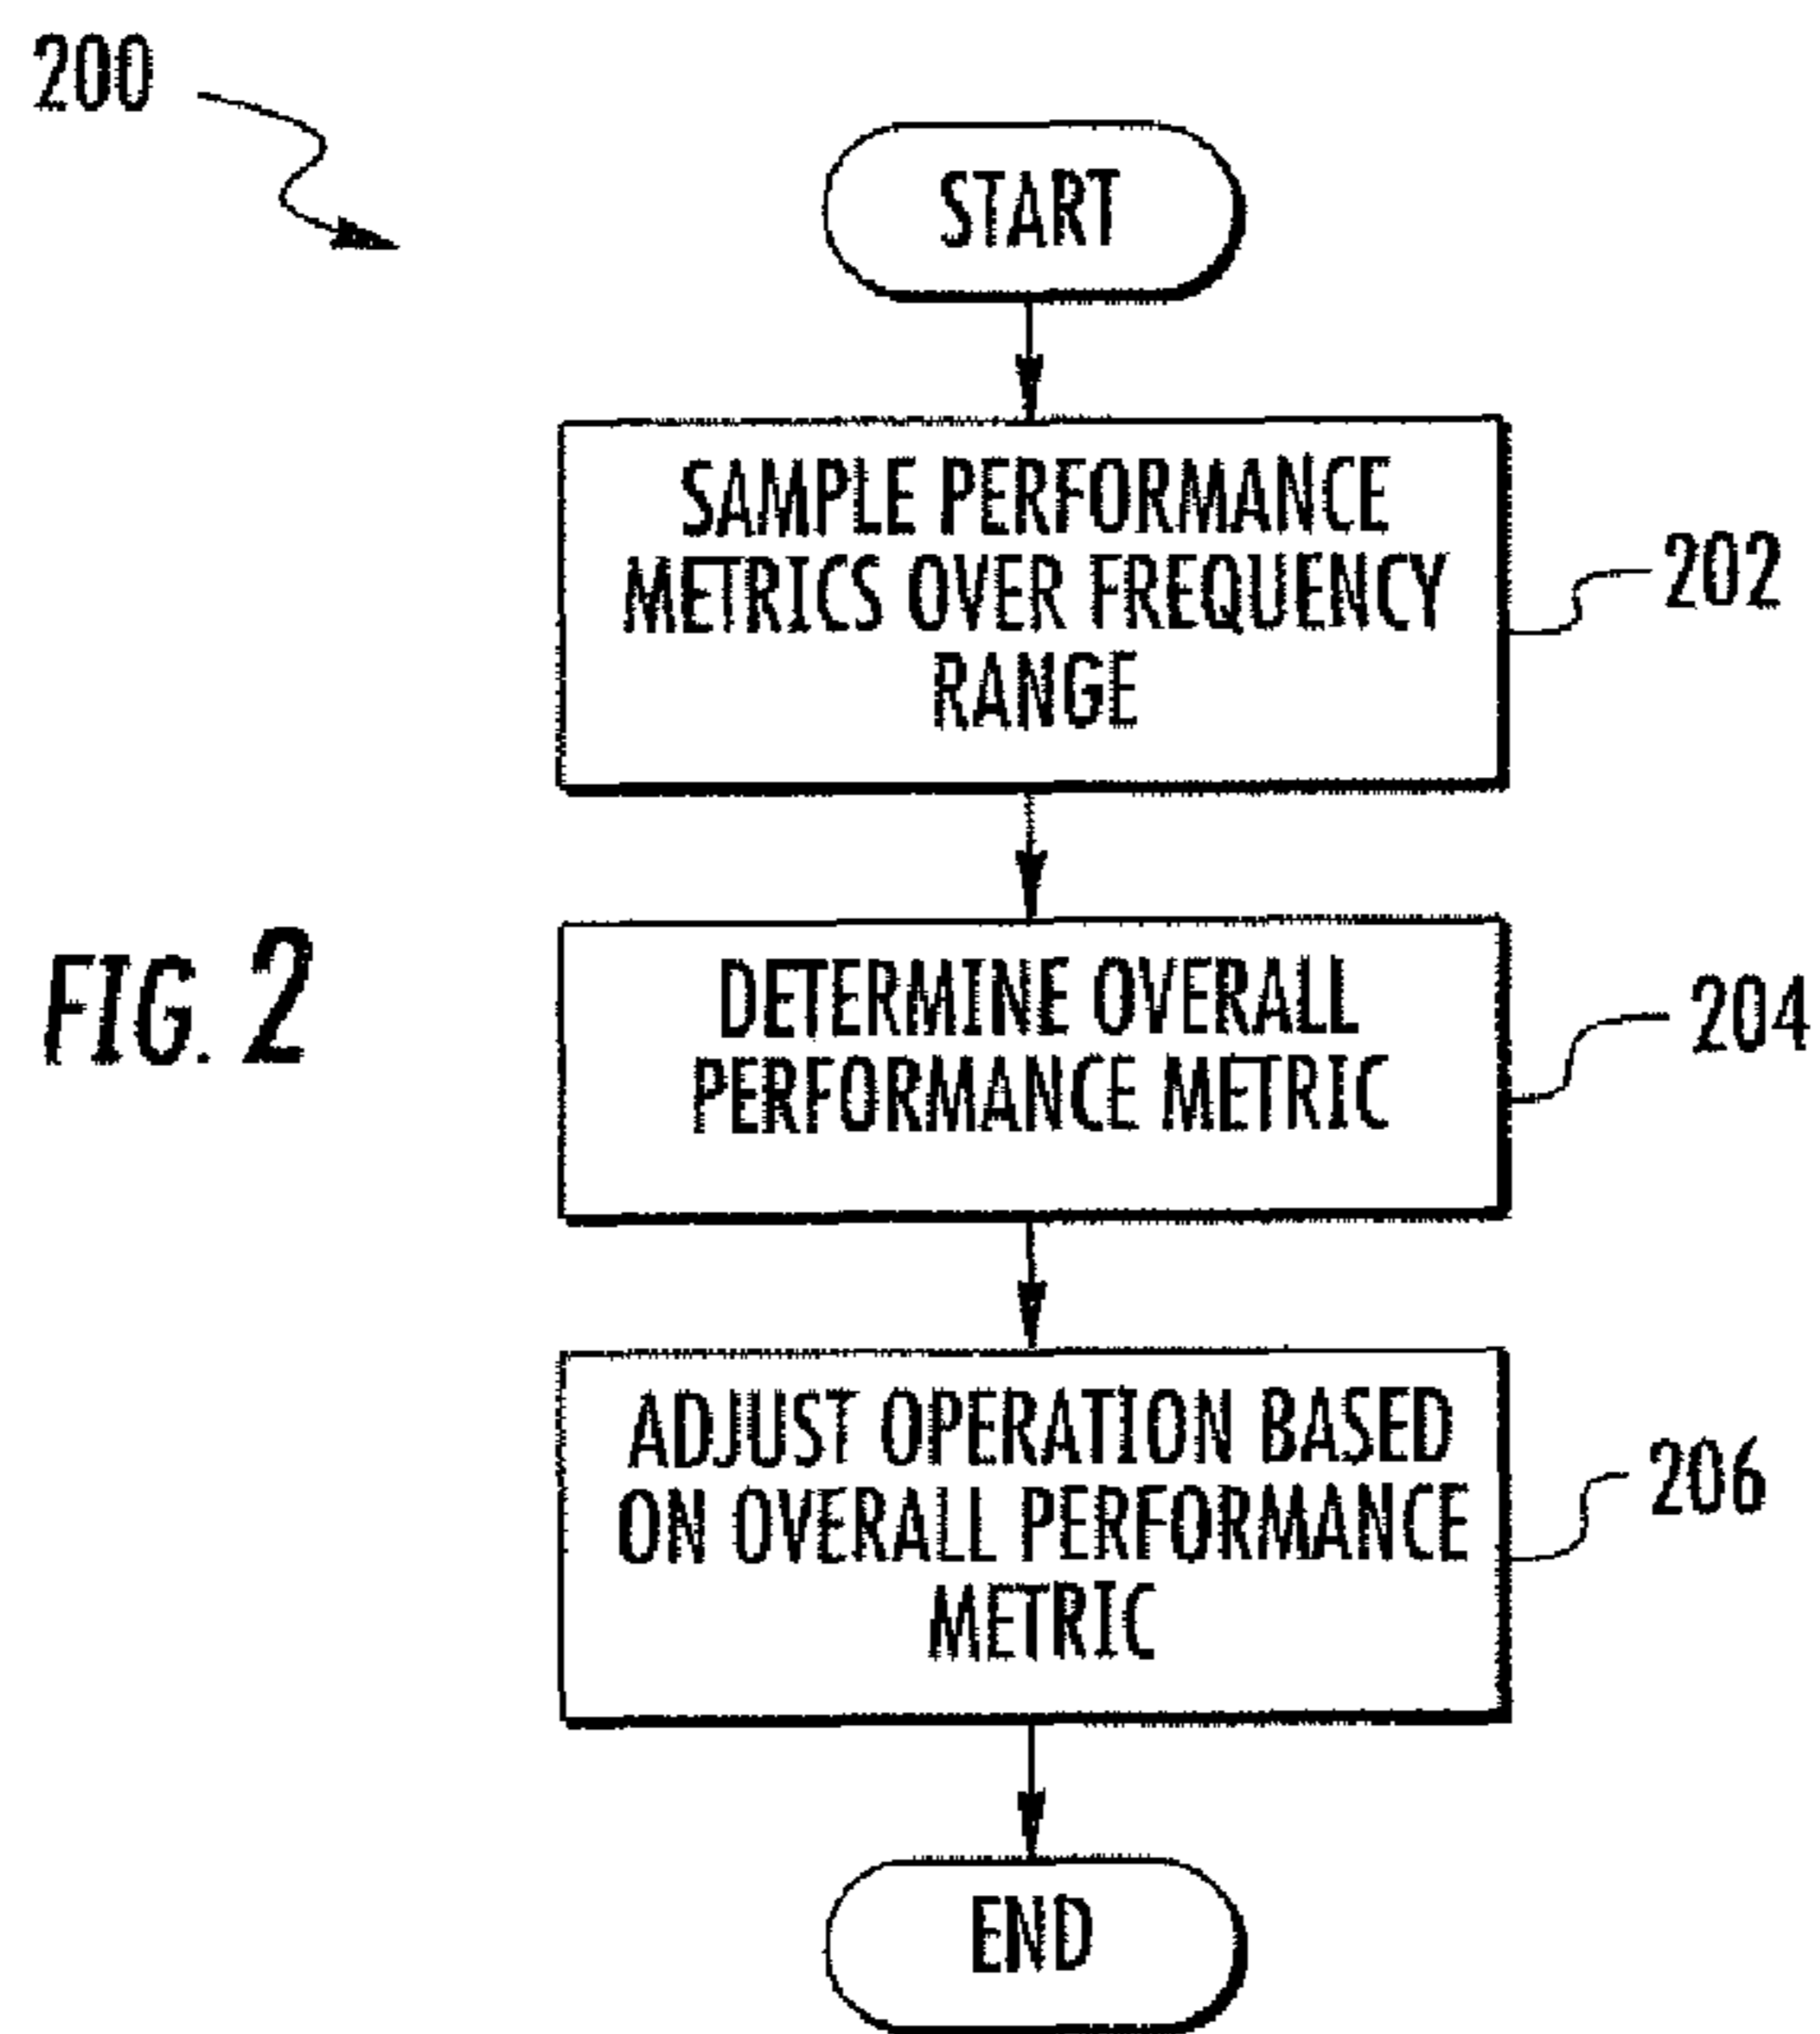 200
START
SAMPLE PERFORMANCE
METRICS OVER FREQUENCY
RANGE
202
FIG. 2
DETERMINE OVERALL
PERFORMANCE METRIC
204
ADJUST OPERATION BASED
ON OVERALL PERFORMANCE
METRIC
206
END